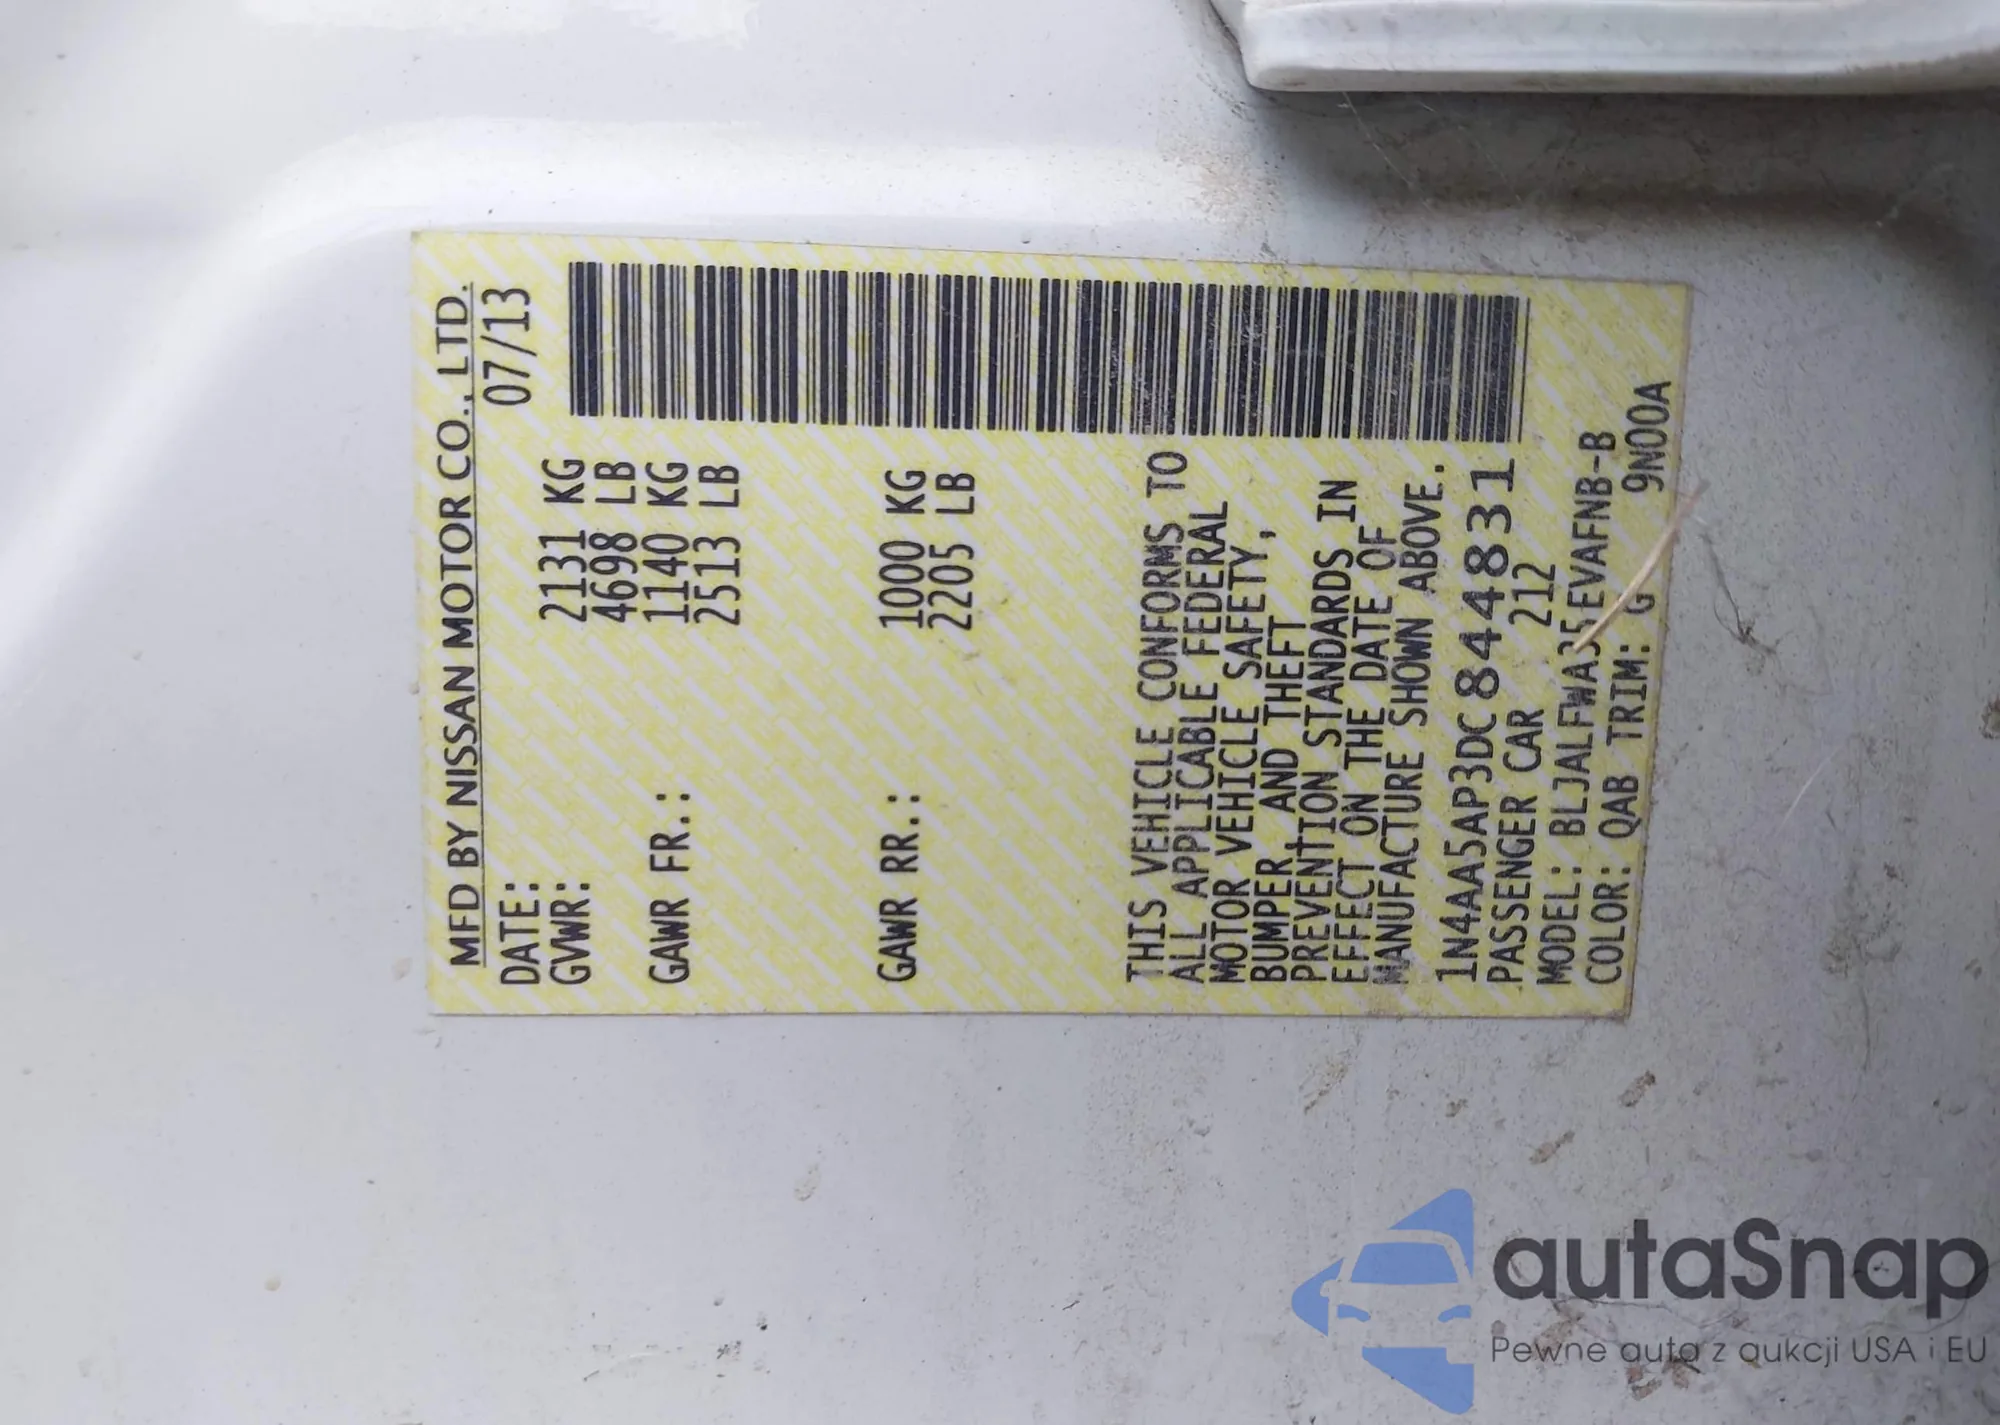 MFD BY NISSAN MOTOR CO., LTD.
DATE: 07/13
GVWR: 2131 KG
4698 LB
GAWR FR.: 1140 KG
2513 LB
GAWR RR.: 1000 KG
2205 LB
THIS VEHICLE CONFORMS TO
ALL APPLICABLE FEDERAL
MOTOR VEHICLE SAFETY,
BUMPER, AND THEFT
PREVENTION STANDARDS IN
EFFECT ON THE DATE OF
MANUFACTURE SHOWN ABOVE.
1N4AA5AP3DC844831
PASSENGER CAR 212
MODEL: BLJALFWA35EVAFNB-B
COLOR: QAB TRIM: G 9N00A
autaSnap
Pewne auta z aukcji USA i EU